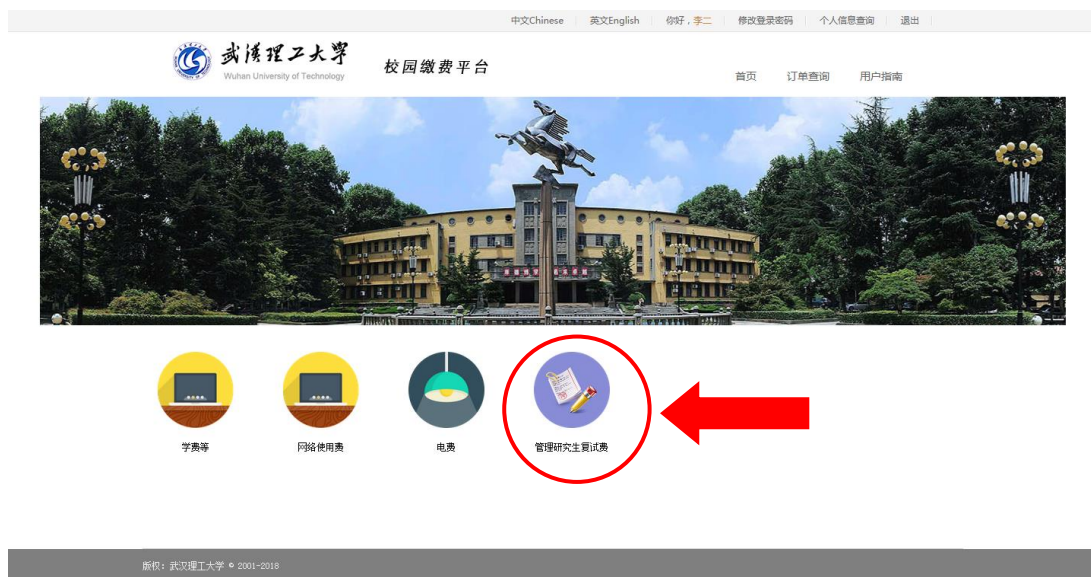 中文Chinese 英文English 你好，李二 修改登录密码 个人信息查询 退出
武汉理工大学
Wuhan University of Technology
校园缴费平台
首页 订单查询 用户指南
学费等 网络使用费 电费 管理研究生复试费
版权：武汉理工大学 © 2001-2018